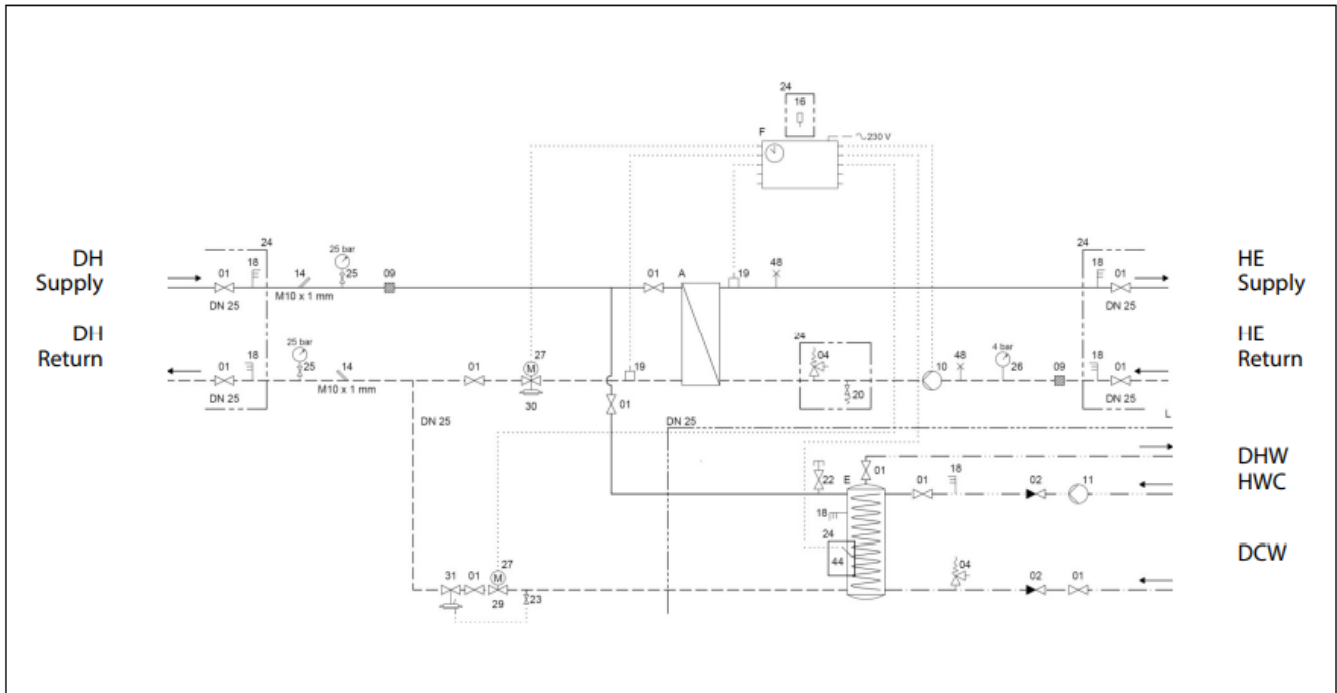 24
16
F
230 V
24
25 bar
01
18
14
25
09
01
A
19
48
24
18
01
DH
Supply
HE
Supply
DN 25
M10 x 1 mm
DN 25
DH
Return
HE
Return
25 bar
24
4 bar
01
18
25
14
01
27
M
19
04
10
48
26
09
18
01
DN 25
M10 x 1 mm
30
20
DN 25
01
DN 25
DN 25
L
DHW
HWC
22
E
01
01
18
02
11
18
24
44
DCW
31
01
27
M
29
23
04
02
01